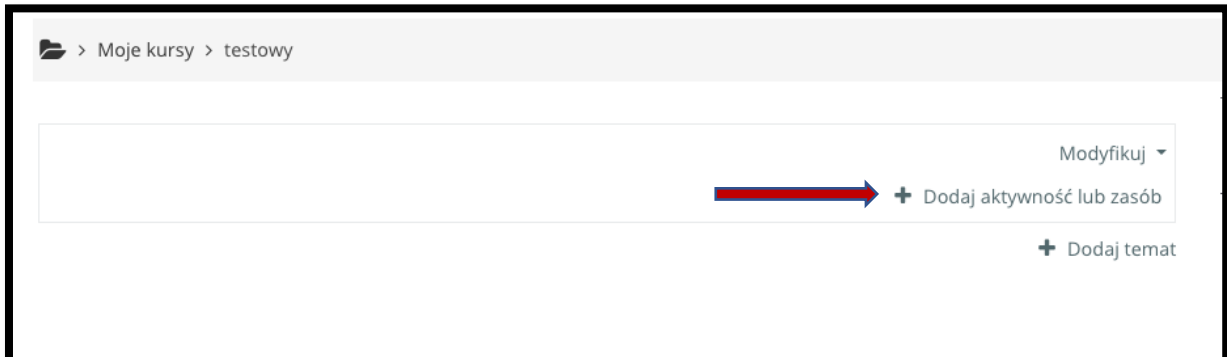 > Moje kursy > testowy
Modyfikuj
+ Dodaj aktywność lub zasób
+ Dodaj temat